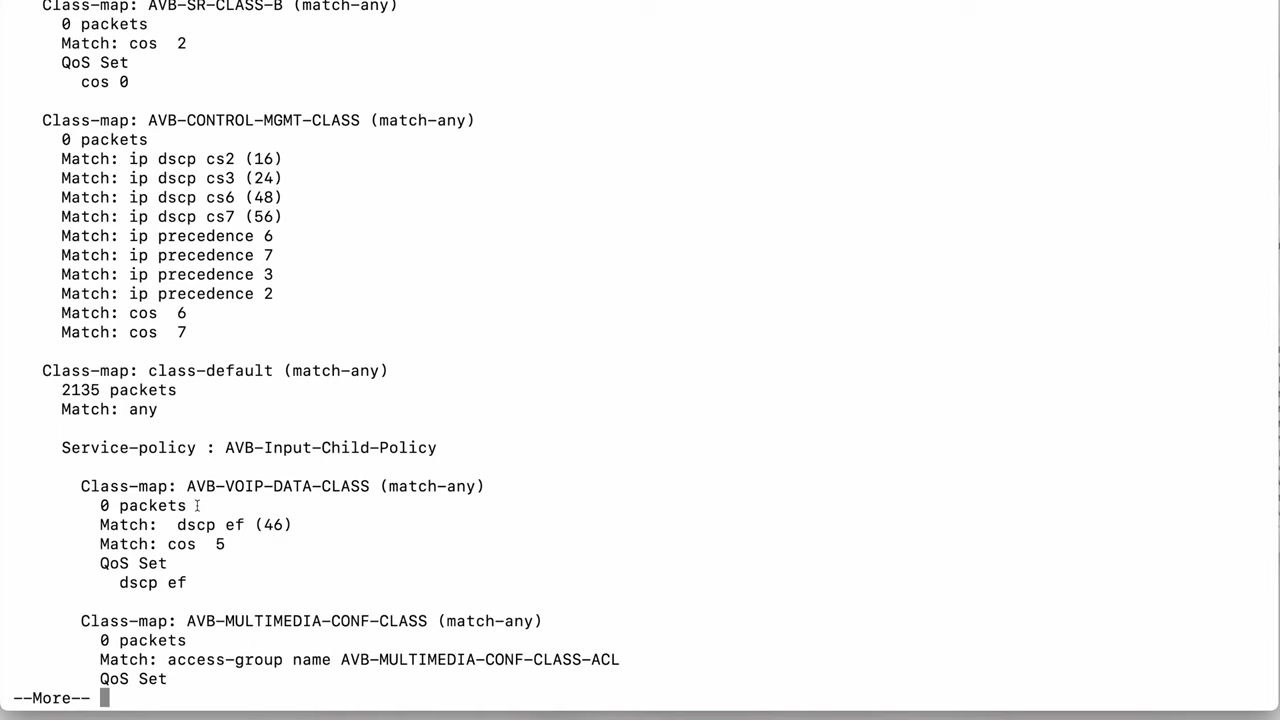 Class-map: AVB-SR-CLASS-B (match-any)
0 packets
Match: cos  2
QoS Set
cos 0
Class-map: AVB-CONTROL-MGMT-CLASS (match-any)
0 packets
Match: ip dscp cs2 (16)
Match: ip dscp cs3 (24)
Match: ip dscp cs6 (48)
Match: ip dscp cs7 (56)
Match: ip precedence 6
Match: ip precedence 7
Match: ip precedence 3
Match: ip precedence 2
Match: cos  6
Match: cos  7
Class-map: class-default (match-any)
2135 packets
Match: any
Service-policy : AVB-Input-Child-Policy
Class-map: AVB-VOIP-DATA-CLASS (match-any)
0 packets
Match:  dscp ef (46)
Match: cos  5
QoS Set
dscp ef
Class-map: AVB-MULTIMEDIA-CONF-CLASS (match-any)
0 packets
Match: access-group name AVB-MULTIMEDIA-CONF-CLASS-ACL
QoS Set
--More--